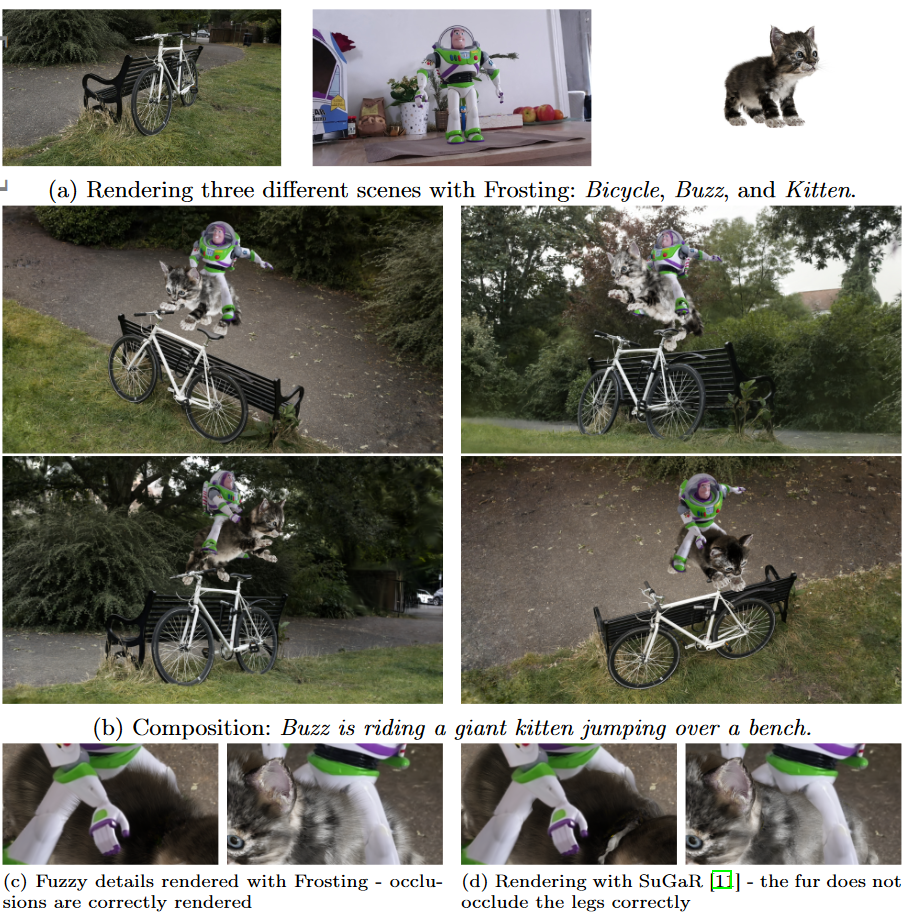 (a) Rendering three different scenes with Frosting: Bicycle, Buzz, and Kitten.
(b) Composition: Buzz is riding a giant kitten jumping over a bench.
(c) Fuzzy details rendered with Frosting - occlu-
sions are correctly rendered
(d) Rendering with SuGaR [11] - the fur does not
occlude the legs correctly